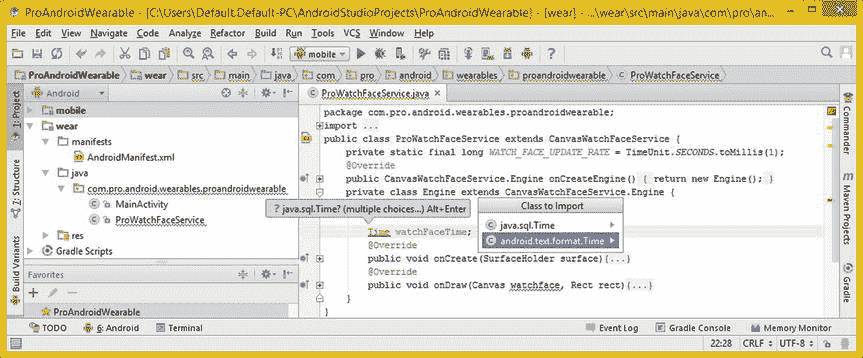 ProAndroidWearable - [C:\Users\Default.Default-PC\AndroidStudioProjects\ProAndroidWearable] - [wear] - ...\wear\src\main\java\com\pro\an...
File Edit View Navigate Code Analyze Refactor Build Run Tools VCS Window Help
mobile
ProAndroidWearable wear src main java com pro android wearables proandroidwearable ProWatchFaceService
Android
ProWatchFaceService.java
1: Project
7: Structure
Build Variants
Commander
Maven Projects
Gradle
mobile
wear
manifests
AndroidManifest.xml
java
com.pro.android.wearables.proandroidwearable
MainActivity
ProWatchFaceService
res
Gradle Scripts
Favorites
ProAndroidWearable
package com.pro.android.wearables.proandroidwearable;
import ...
public class ProWatchFaceService extends CanvasWatchFaceService {
private static final long WATCH_FACE_UPDATE_RATE = TimeUnit.SECONDS.toMillis(1);
@Override
public CanvasWatchFaceService.Engine onCreateEngine() { return new Engine(); }
private class Engine extends CanvasWatchFaceService.Engine {
? java.sql.Time? (multiple choices...) Alt+Enter
Class to Import
java.sql.Time
android.text.format.Time
Time watchFaceTime;
@Override
public void onCreate(SurfaceHolder surface){...}
@Override
public void onDraw(Canvas watchface, Rect rect){...}
}
}
TODO 6: Android Terminal Event Log Gradle Console Memory Monitor
22:28 CRLF UTF-8